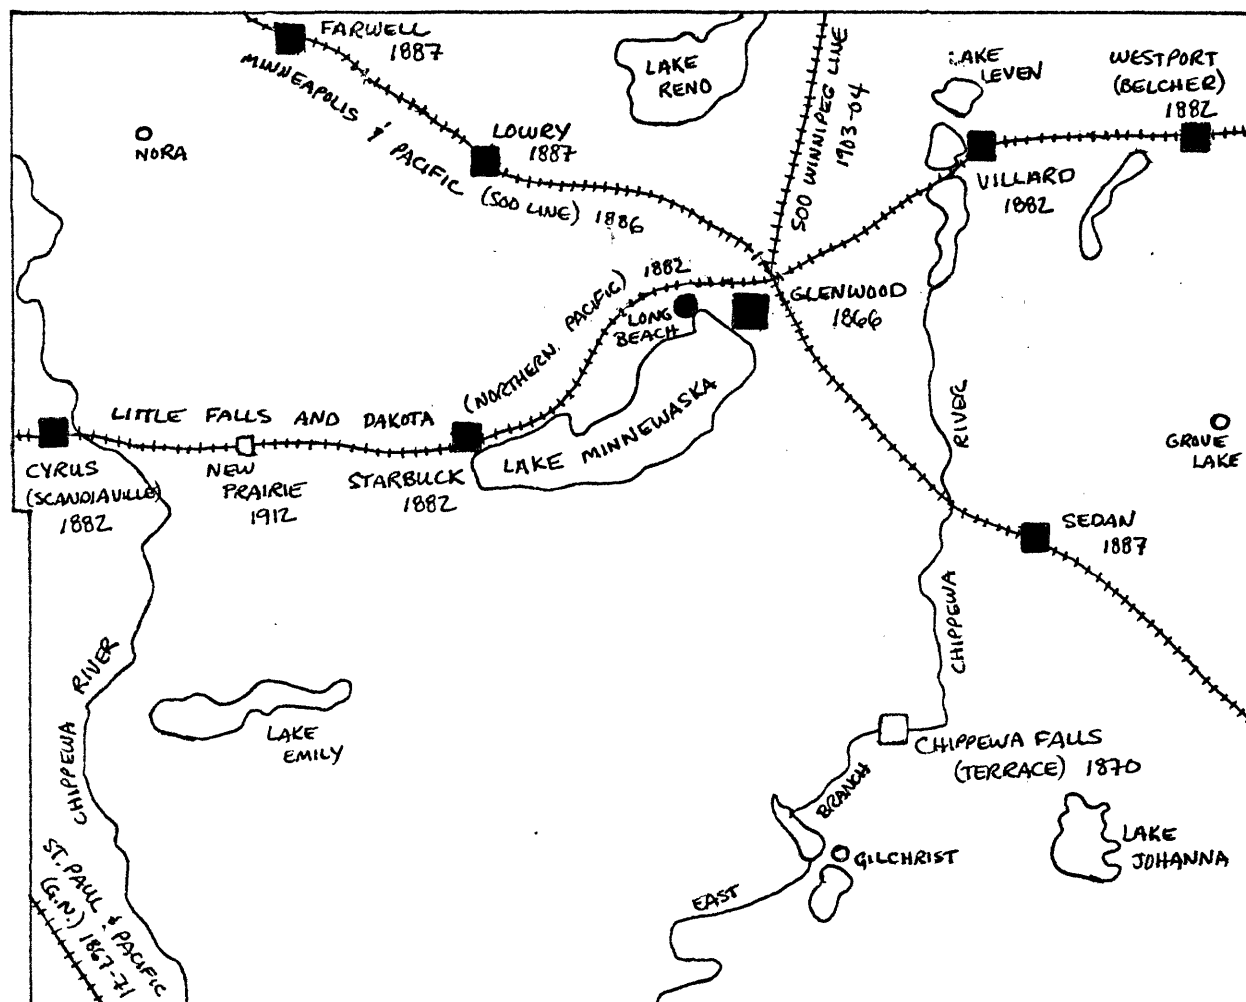 FARWELL
1887
MINNEAPOLIS & PACIFIC (SOO LINE) 1886
NORA
LOWRY
1887
LAKE
RENO
SOO WINNIPEG LINE
1903-04
LAKE
LEVEN
WESTPORT
(BELCHER)
1882
VILLARD
1882
(NORTHERN PACIFIC) 1882
LONG
BEACH
GLENWOOD
1866
LITTLE FALLS AND DAKOTA
CYRUS
(SCANDIAVILLE)
1882
NEW
PRAIRIE
1912
STARBUCK
1882
LAKE MINNEWASKA
RIVER
GROVE
LAKE
SEDAN
1887
CHIPPEWA
CHIPPEWA RIVER
LAKE
EMILY
CHIPPEWA FALLS
(TERRACE) 1870
BRANCH
GILCHRIST
EAST
LAKE
JOHANNA
ST. PAUL & PACIFIC
(G.N.) 1867-71